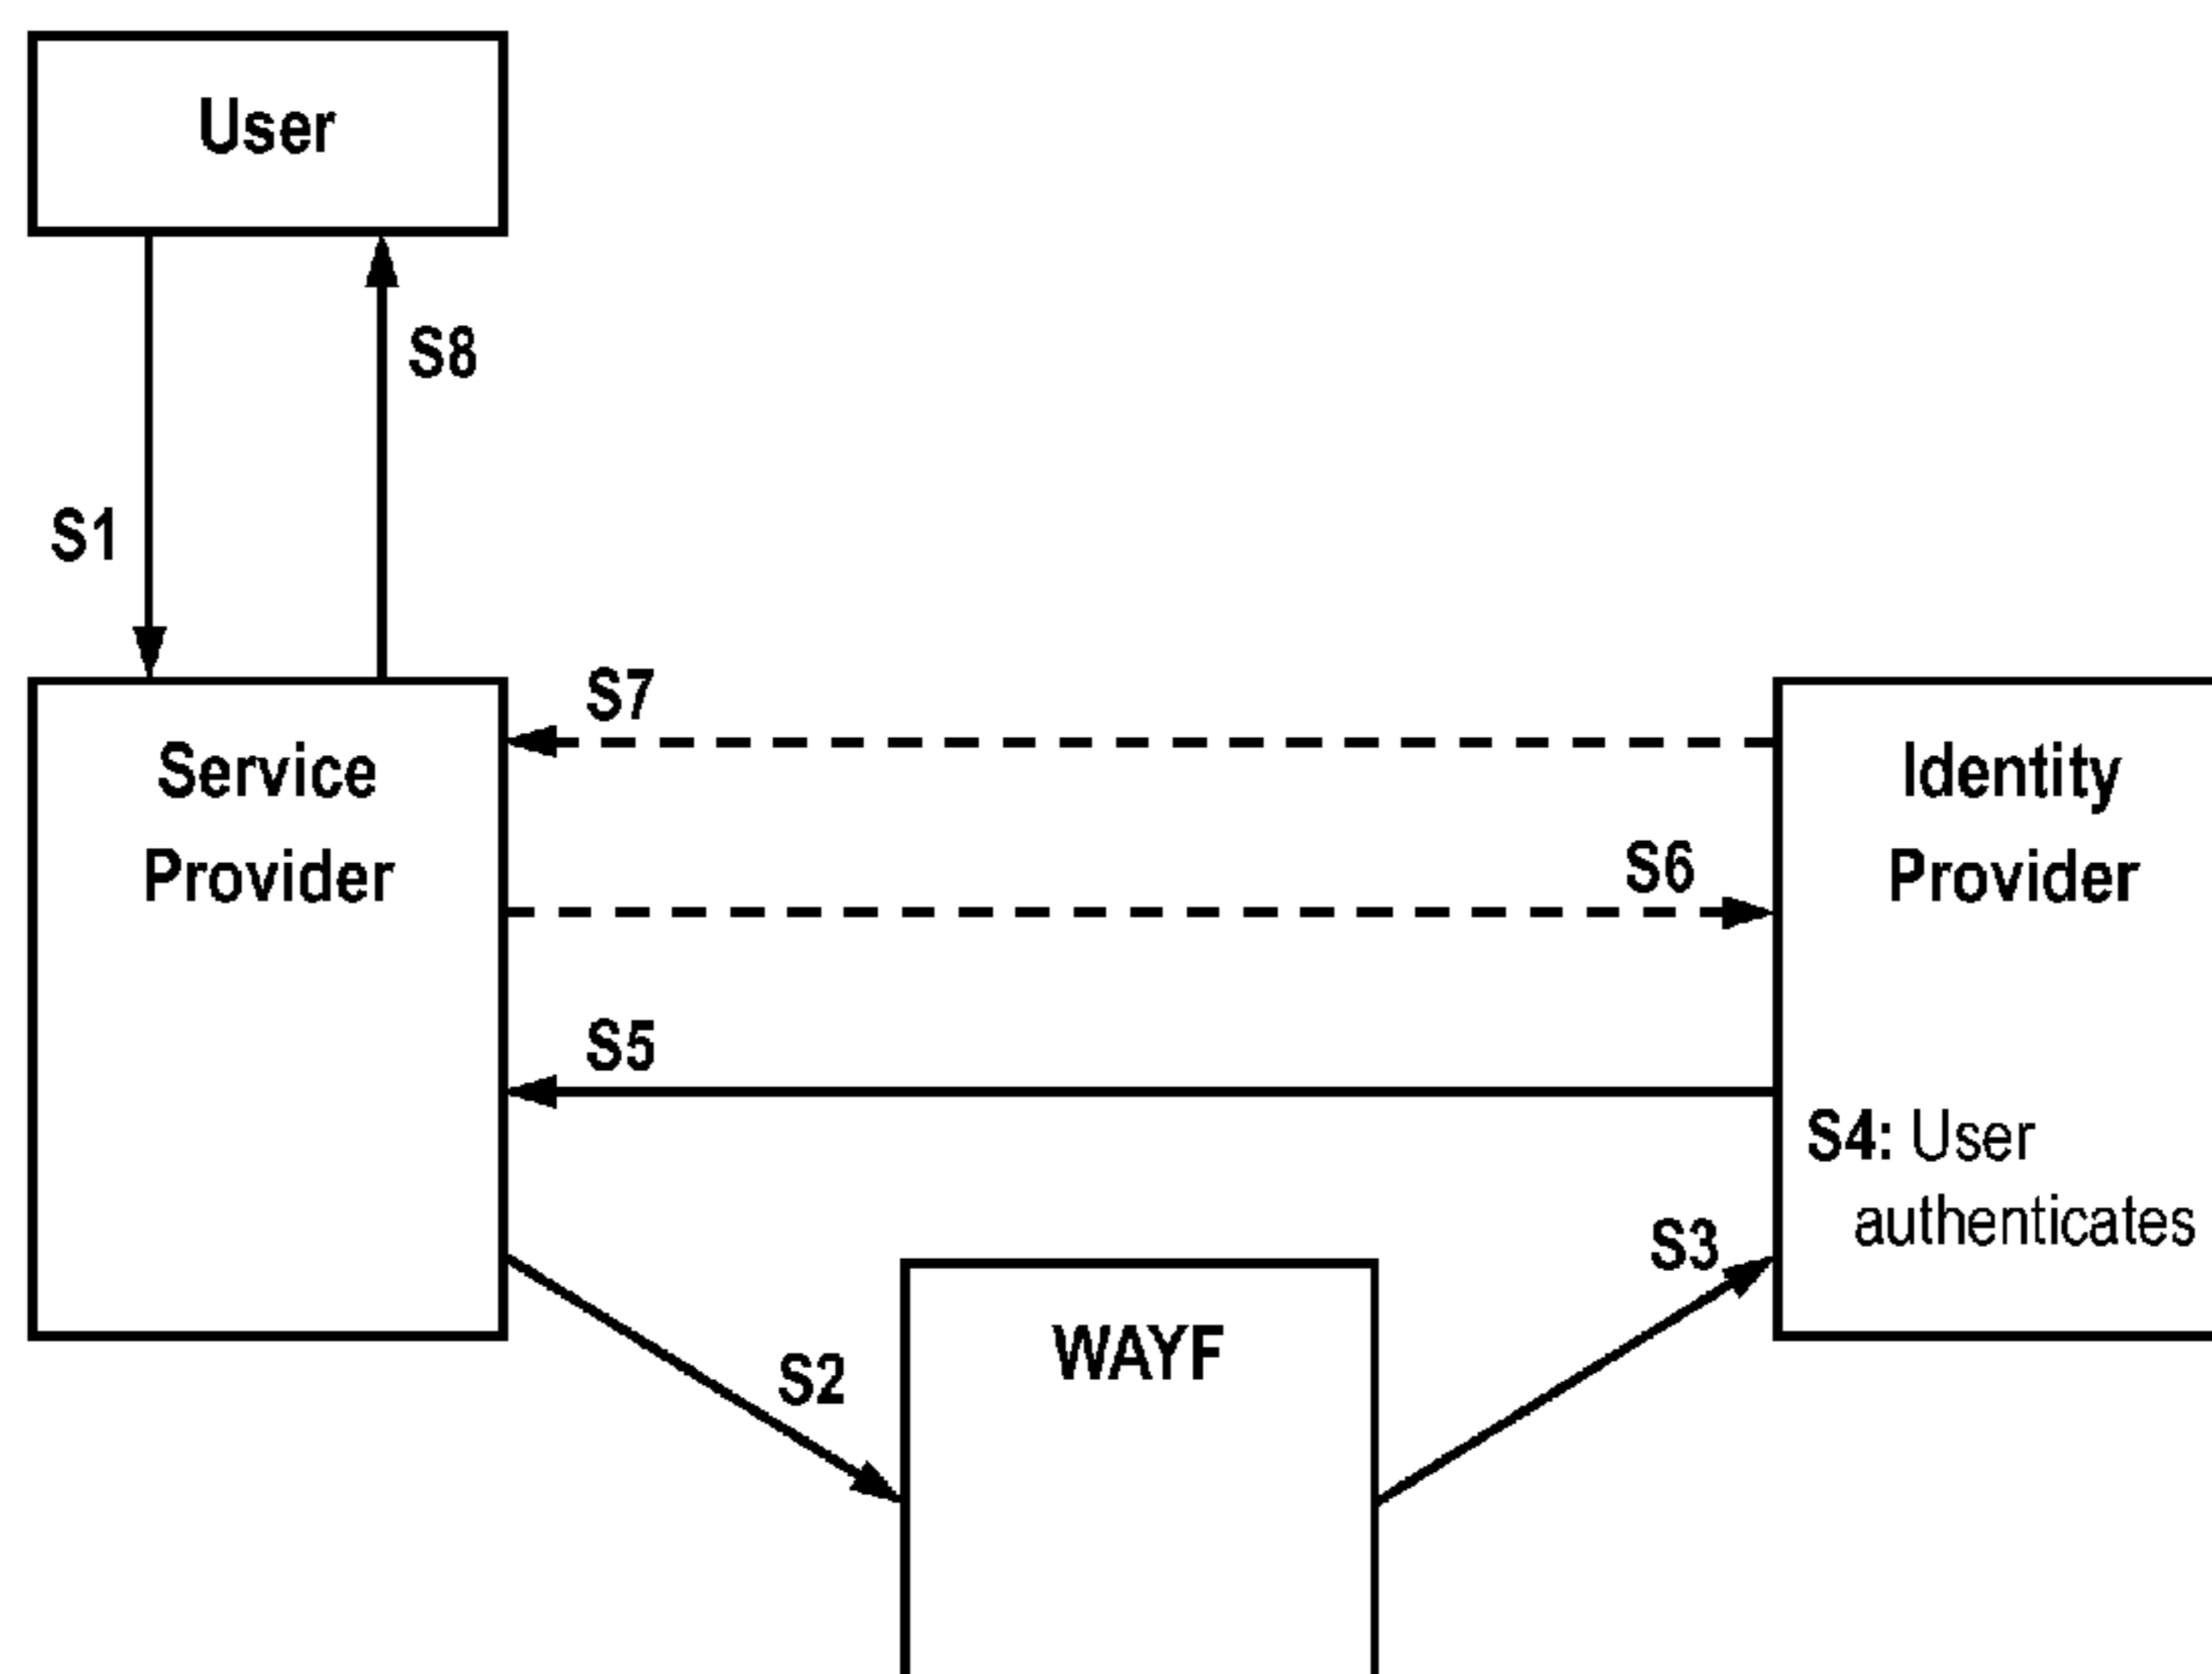 User
S8
S1
S7
Service
Provider
Identity
Provider
S6
S5
S4: User
authenticates
S3
WAYF
S2